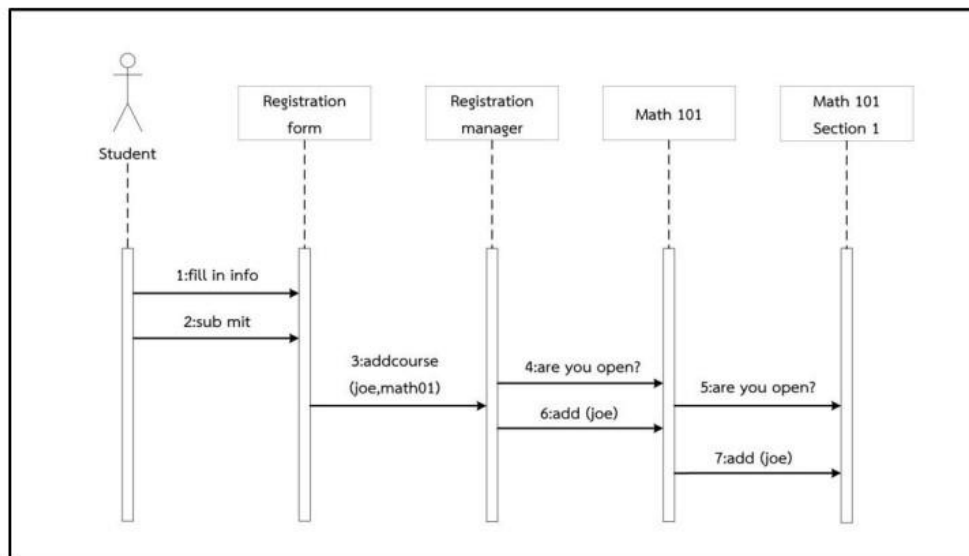 Student
Registration
form
Registration
manager
Math 101
Math 101
Section 1
1:fill in info
2:sub mit
3:addcourse
(joe,math01)
4:are you open?
5:are you open?
6:add (joe)
7:add (joe)